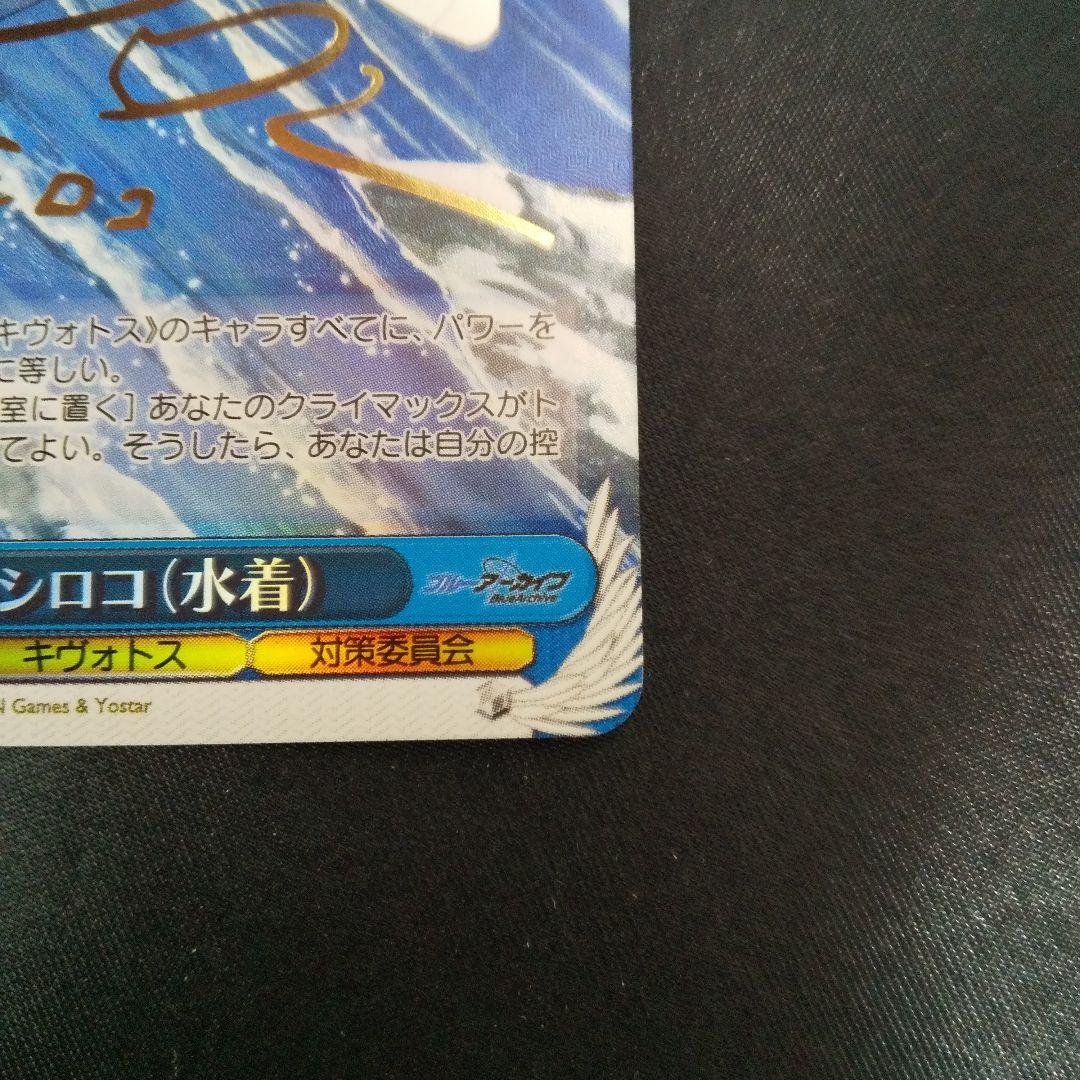 ロコ
キヴォトス》のキャラすべてに、パワーを
に等しい。
室に置く］あなたのクライマックスがト
てよい。そうしたら、あなたは自分の控
シロコ（水着）
ブルーアーカイブ
BlueArchive
キヴォトス
対策委員会
Games & Yostar